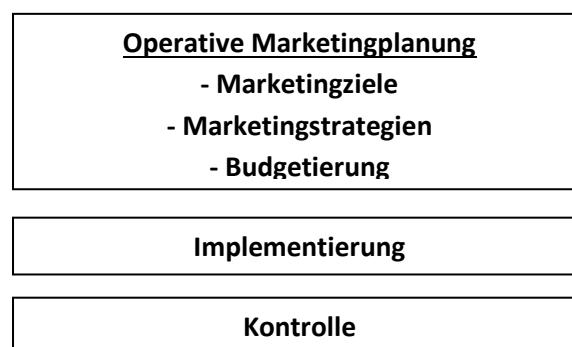 Operative Marketingplanung
- Marketingziele
- Marketingstrategien
- Budgetierung
Implementierung
Kontrolle